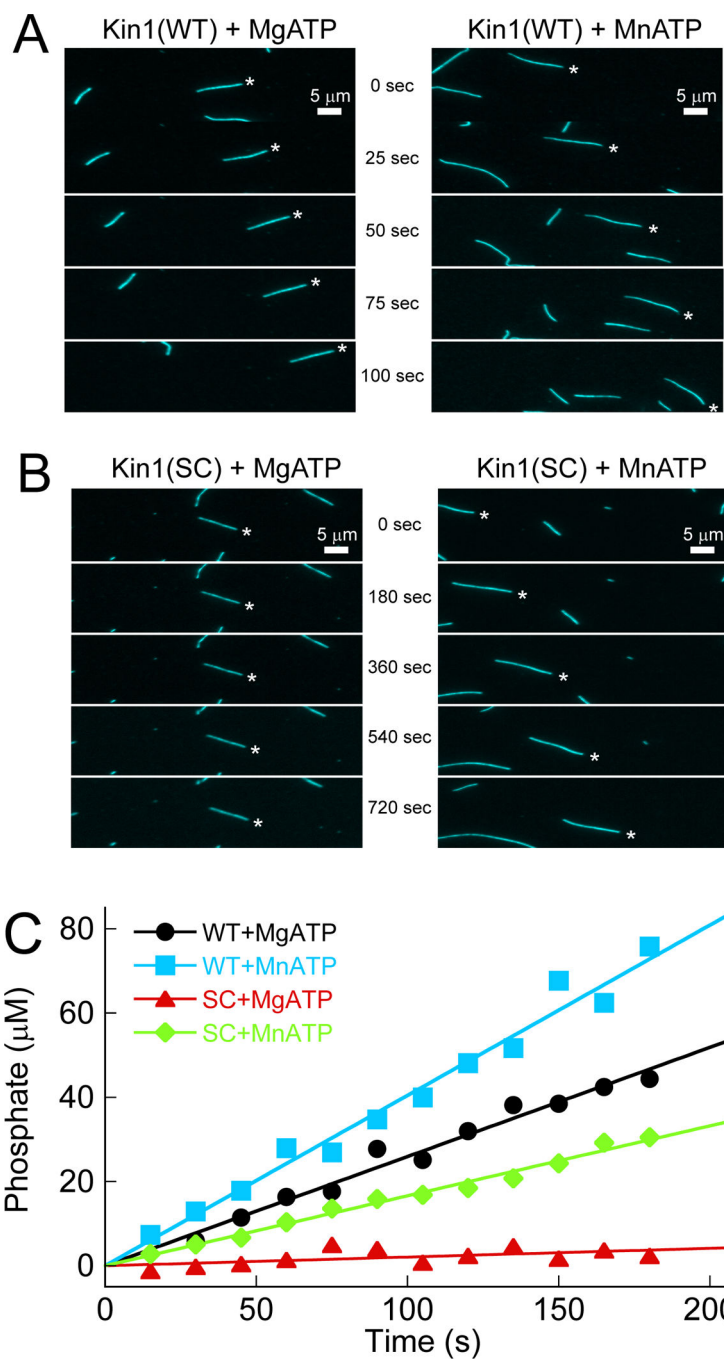 A
Kin1(WT) + MgATP
Kin1(WT) + MnATP
*
5 μm
0 sec
*
5 μm
*
25 sec
*
*
50 sec
*
*
75 sec
*
*
100 sec
*
B
Kin1(SC) + MgATP
Kin1(SC) + MnATP
*
5 μm
0 sec
*
5 μm
*
180 sec
*
*
360 sec
*
*
540 sec
*
*
720 sec
*
C
80
60
40
20
0
Phosphate (μM)
WT+MgATP
WT+MnATP
SC+MgATP
SC+MnATP
0 50 100 150 200
Time (s)